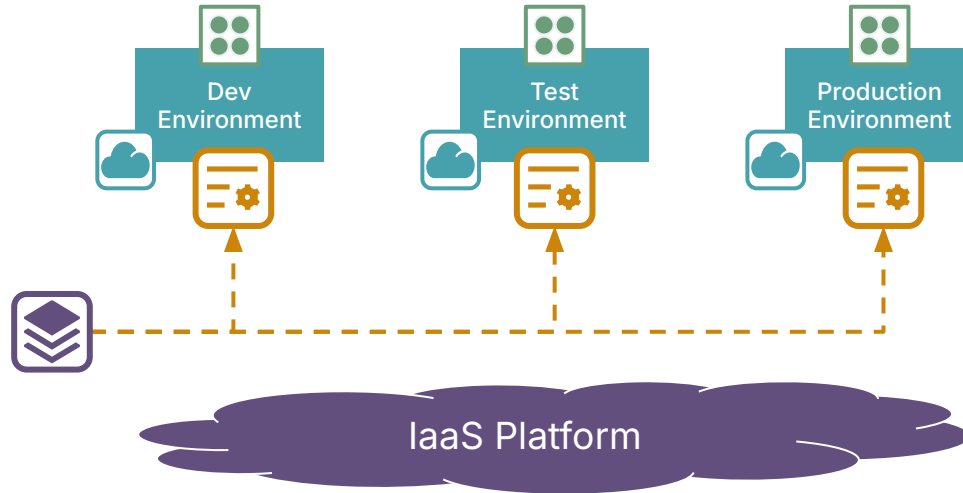 Dev
Environment
Test
Environment
Production
Environment
IaaS Platform